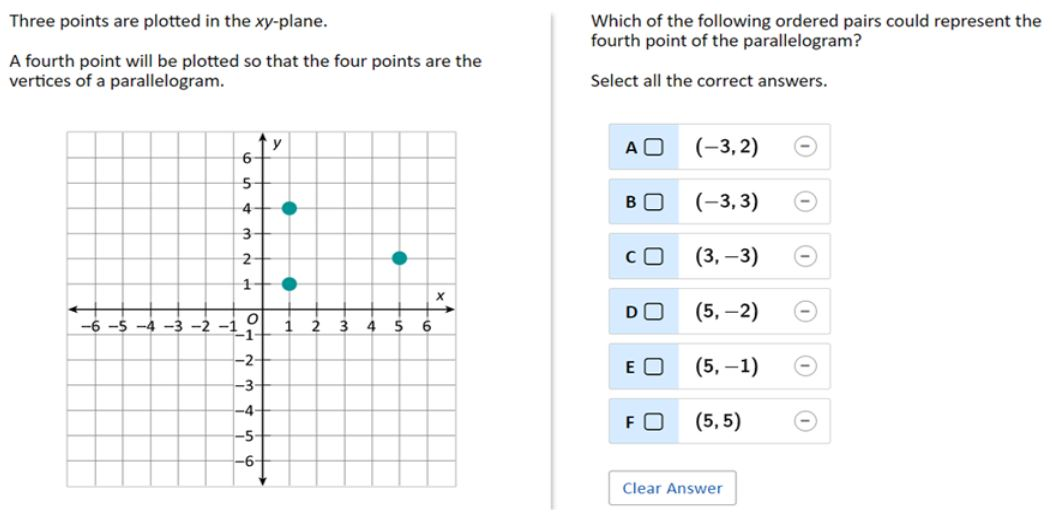 Three points are plotted in the xy-plane.
A fourth point will be plotted so that the four points are the
vertices of a parallelogram.
y
6
5
4
3
2
1
x
O
-6 -5 -4 -3 -2 -1 1 2 3 4 5 6
-1
-2
-3
-4
-5
-6
Which of the following ordered pairs could represent the
fourth point of the parallelogram?
Select all the correct answers.
A (−3, 2)
B (−3, 3)
C (3, −3)
D (5, −2)
E (5, −1)
F (5, 5)
Clear Answer